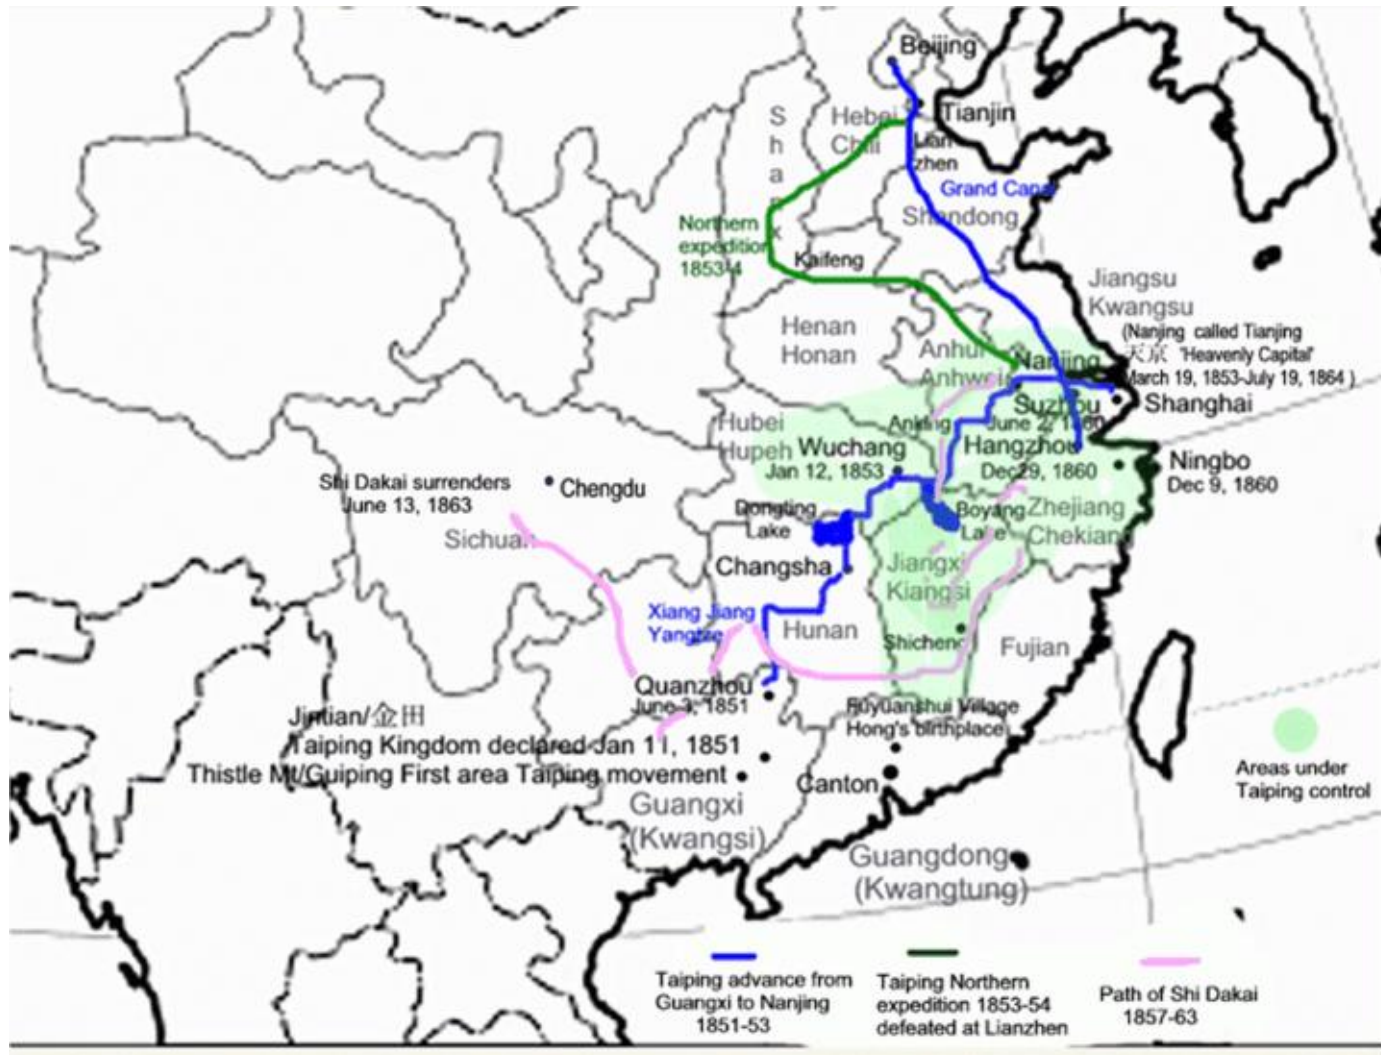 Beijing
Tianjin
Shanx
Hebei
Chili
Lian
zhen
Grand Canal
Shandong
Northern
expedition
1853-4
Kaifeng
Jiangsu
Kwangsu
(Nanjing called Tianjing
天京 'Heavenly Capital'
March 19, 1853-July 19, 1864 )
Henan
Honan
Anhui
Anhwei
Nanjing
Suzhou
June 2, 1860
Shanghai
Hubei
Hupeh
Anking
Wuchang
Jan 12, 1853
Hangzhou
Dec29, 1860
Ningbo
Dec 9, 1860
Shi Dakai surrenders
June 13, 1863
Chengdu
Sichuan
Dongting
Lake
Boyang
Lake
Zhejiang
Chekiang
Changsha
Jiangxi
Kiangsi
Xiang Jiang
Yangtze
Hunan
Shicheng
Fujian
Quanzhou
June 3, 1851
Fuyuanshui Village
Hong's birthplace
Jintian/金田
Taiping Kingdom declared Jan 11, 1851
Thistle Mt/Guiping First area Taiping movement
Canton
Guangxi
(Kwangsi)
Guangdong
(Kwangtung)
Areas under
Taiping control
Taiping advance from
Guangxi to Nanjing
1851-53
Taiping Northern
expedition 1853-54
defeated at Lianzhen
Path of Shi Dakai
1857-63